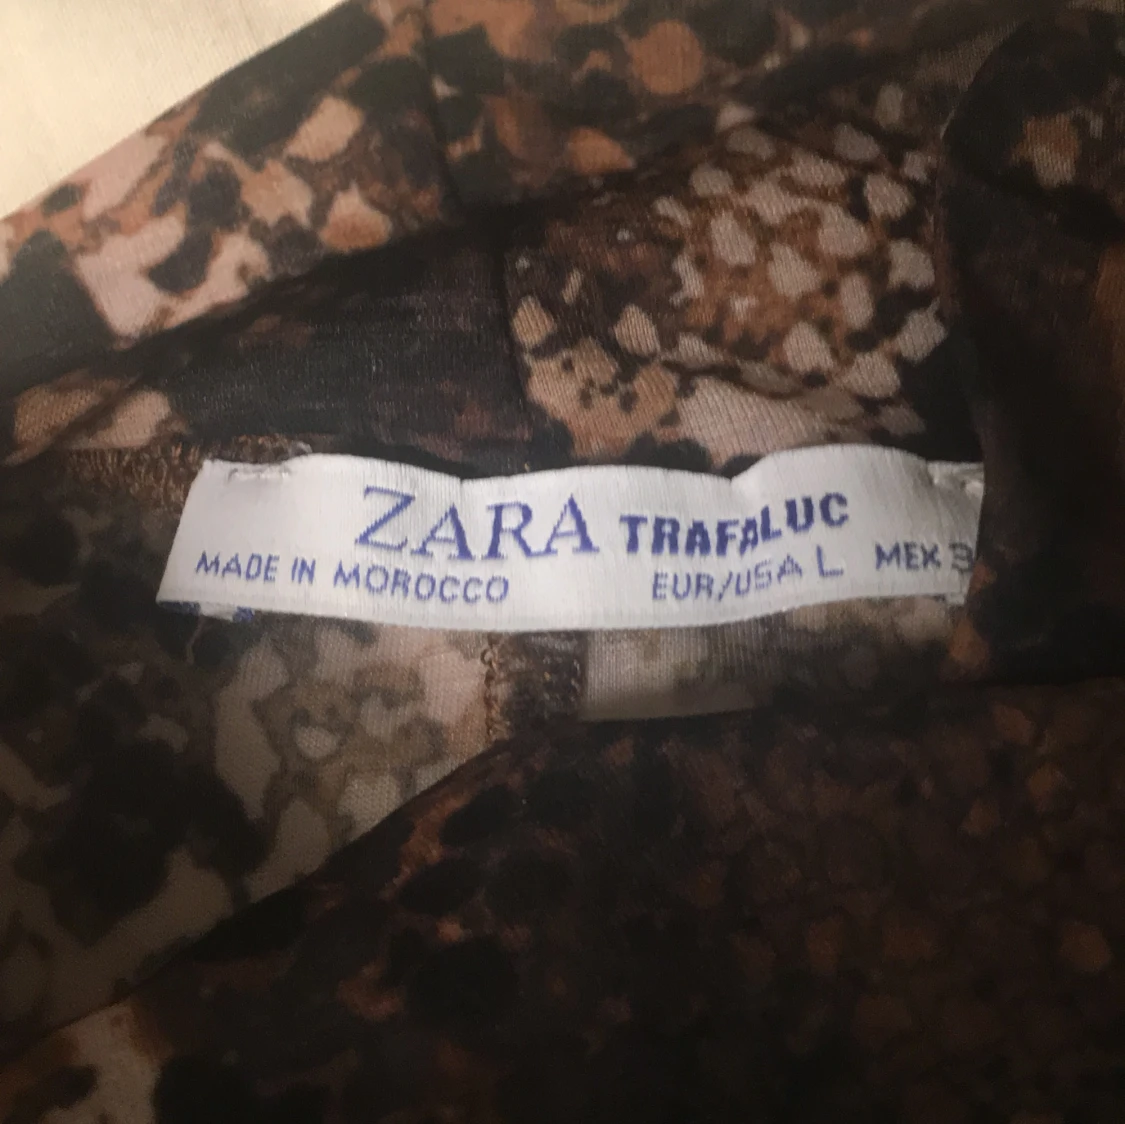 ZARA TRAFALUC
MADE IN MOROCCO EUR/USA L MEX